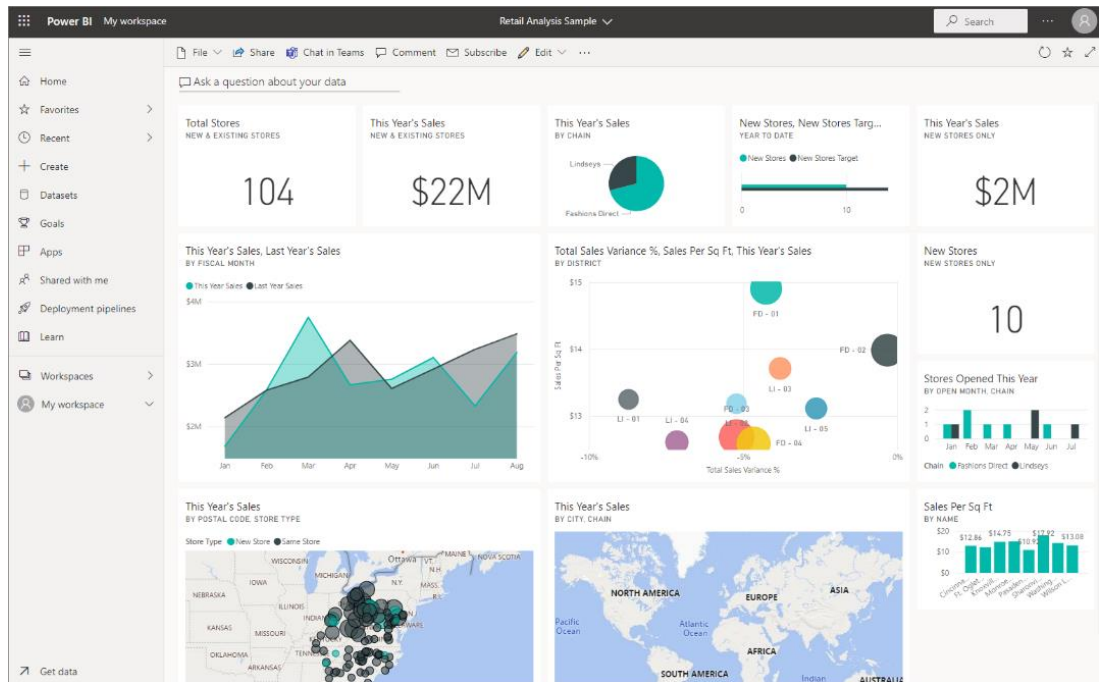 Power BI My workspace
Retail Analysis Sample
Search
File Share Chat in Teams Comment Subscribe Edit
Home
Favorites
Recent
Create
Datasets
Goals
Apps
Shared with me
Deployment pipelines
Learn
Workspaces
My workspace
Get data
Ask a question about your data
Total Stores
NEW & EXISTING STORES
104
This Year's Sales
NEW & EXISTING STORES
$22M
This Year's Sales
BY CHAIN
Lindseys
Fashions Direct
New Stores, New Stores Targ...
YEAR TO DATE
New Stores New Stores Target
0 10
This Year's Sales
NEW STORES ONLY
$2M
This Year's Sales, Last Year's Sales
BY FISCAL MONTH
This Year Sales Last Year Sales
$4M
$3M
$2M
Jan Feb Mar Apr May Jun Jul Aug
Total Sales Variance %, Sales Per Sq Ft, This Year's Sales
BY DISTRICT
$15
FD - 01
$14
FD - 02
Sales Per Sq Ft
LI - 03
$13
FD - 03
LI - 01
LI - 04
LI - 05
FD - 04
-10% -5% 0%
Total Sales Variance %
New Stores
NEW STORES ONLY
10
Stores Opened This Year
BY OPEN MONTH, CHAIN
2
1
0
Jan Feb Mar Apr May Jun Jul
Chain Fashions Direct Lindseys
This Year's Sales
BY POSTAL CODE, STORE TYPE
Store Type New Store Same Store
Ottawa
MAINE
NOVA SCOTIA
VT.
WISCONSIN
N.H.
MICHIGAN
N.Y.
MASS.
IOWA
R.I.
NEBRASKA
ILLINOIS
KANSAS
MISSOURI
OKLAHOMA
ARKANSAS
This Year's Sales
BY CITY, CHAIN
NORTH AMERICA
EUROPE
ASIA
Pacific
Ocean
Atlantic
Ocean
AFRICA
SOUTH AMERICA
Indian
AUSTRALIA
Sales Per Sq Ft
BY NAME
$20
$10
$0
$12.86 $14.75 $17.92 $13.08
Cincinna... Ft. Oglet... Knoxvil... Monroe... Pasaden... Sharonvi... Washing... Wilson L...